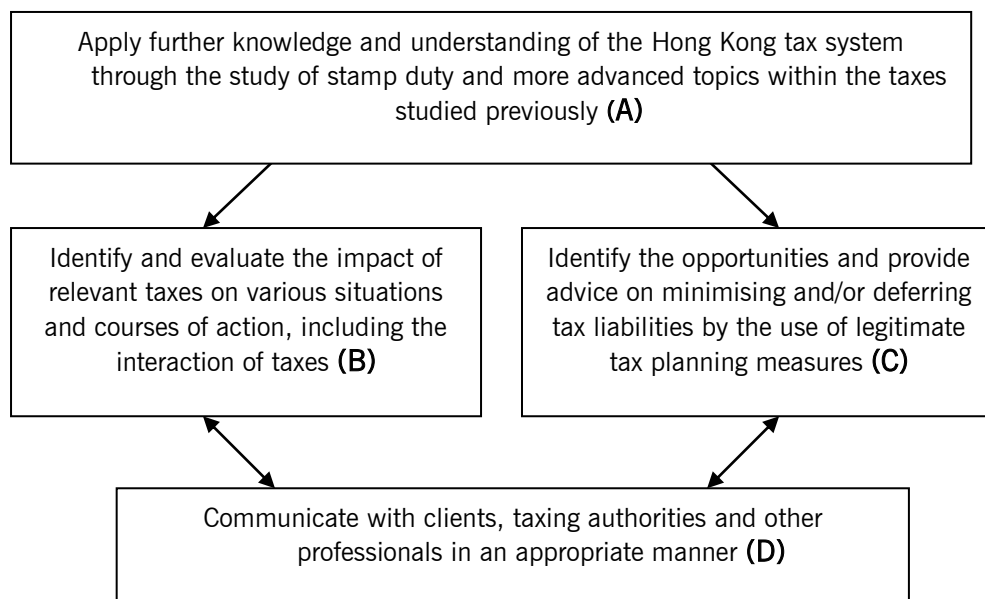 Apply further knowledge and understanding of the Hong Kong tax system
through the study of stamp duty and more advanced topics within the taxes
studied previously (A)
Identify and evaluate the impact of
relevant taxes on various situations
and courses of action, including the
interaction of taxes (B)
Identify the opportunities and provide
advice on minimising and/or deferring
tax liabilities by the use of legitimate
tax planning measures (C)
Communicate with clients, taxing authorities and other
professionals in an appropriate manner (D)